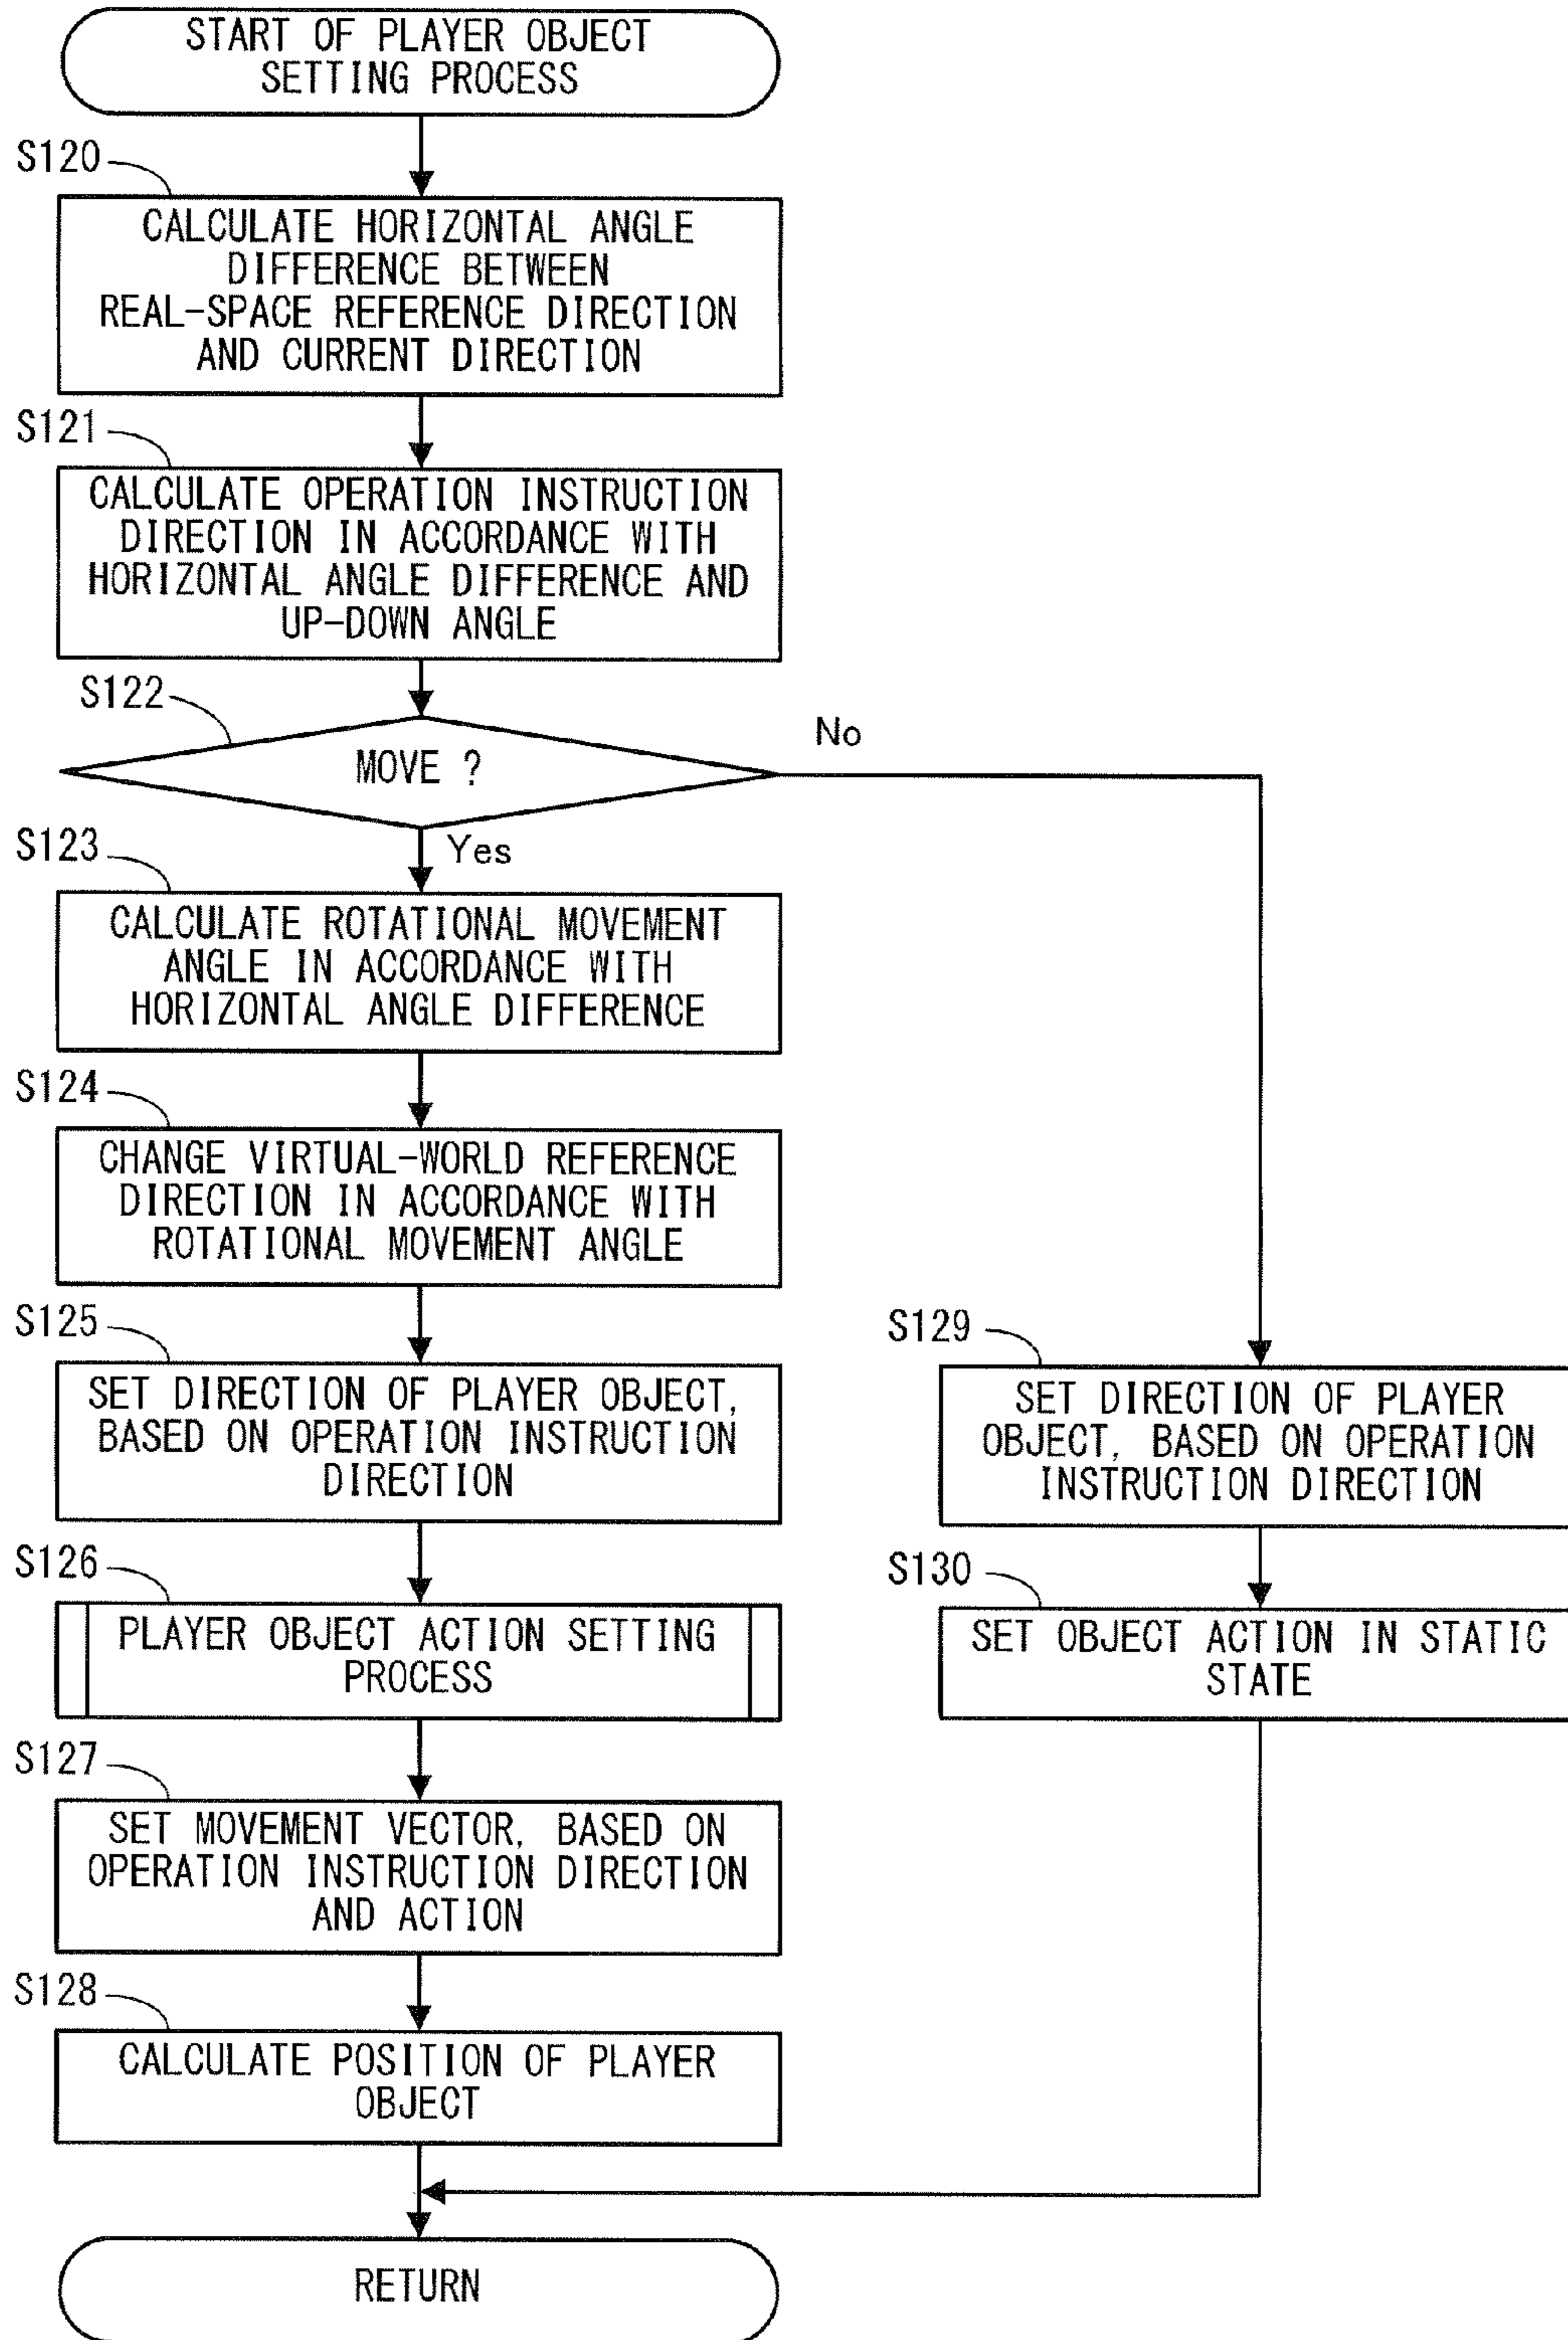 START OF PLAYER OBJECT
SETTING PROCESS
S120
CALCULATE HORIZONTAL ANGLE
DIFFERENCE BETWEEN
REAL-SPACE REFERENCE DIRECTION
AND CURRENT DIRECTION
S121
CALCULATE OPERATION INSTRUCTION
DIRECTION IN ACCORDANCE WITH
HORIZONTAL ANGLE DIFFERENCE AND
UP-DOWN ANGLE
S122
MOVE ?
No
Yes
S123
CALCULATE ROTATIONAL MOVEMENT
ANGLE IN ACCORDANCE WITH
HORIZONTAL ANGLE DIFFERENCE
S124
CHANGE VIRTUAL-WORLD REFERENCE
DIRECTION IN ACCORDANCE WITH
ROTATIONAL MOVEMENT ANGLE
S125
SET DIRECTION OF PLAYER OBJECT,
BASED ON OPERATION INSTRUCTION
DIRECTION
S126
PLAYER OBJECT ACTION SETTING
PROCESS
S127
SET MOVEMENT VECTOR, BASED ON
OPERATION INSTRUCTION DIRECTION
AND ACTION
S128
CALCULATE POSITION OF PLAYER
OBJECT
S129
SET DIRECTION OF PLAYER
OBJECT, BASED ON OPERATION
INSTRUCTION DIRECTION
S130
SET OBJECT ACTION IN STATIC
STATE
RETURN